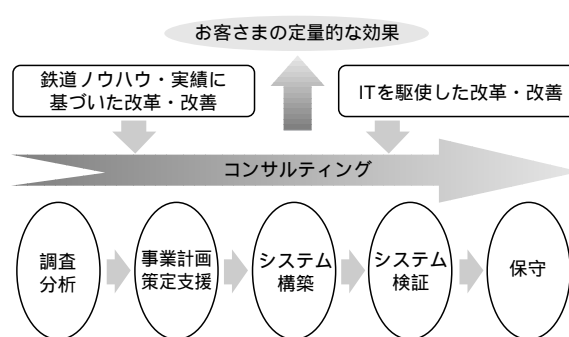 お客さまの定量的な効果
鉄道ノウハウ・実績に
基づいた改革・改善
ITを駆使した改革・改善
コンサルティング
調査
分析
事業計画
策定支援
システム
構築
システム
検証
保守